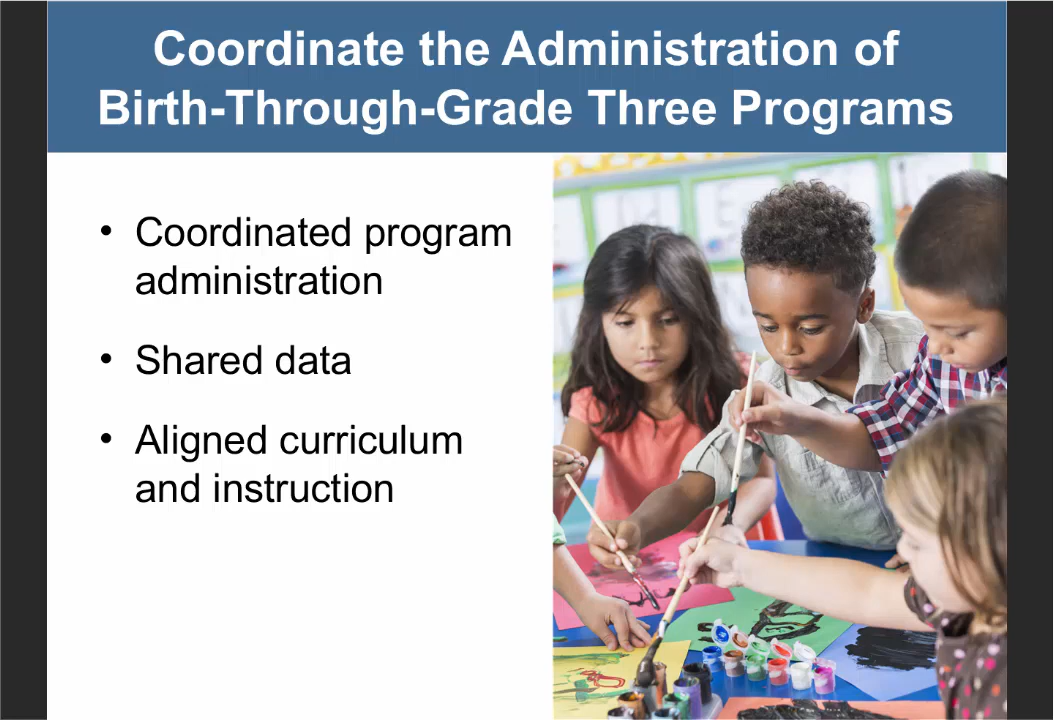 Coordinate the Administration of
Birth-Through-Grade Three Programs
• Coordinated program
administration
• Shared data
• Aligned curriculum
and instruction